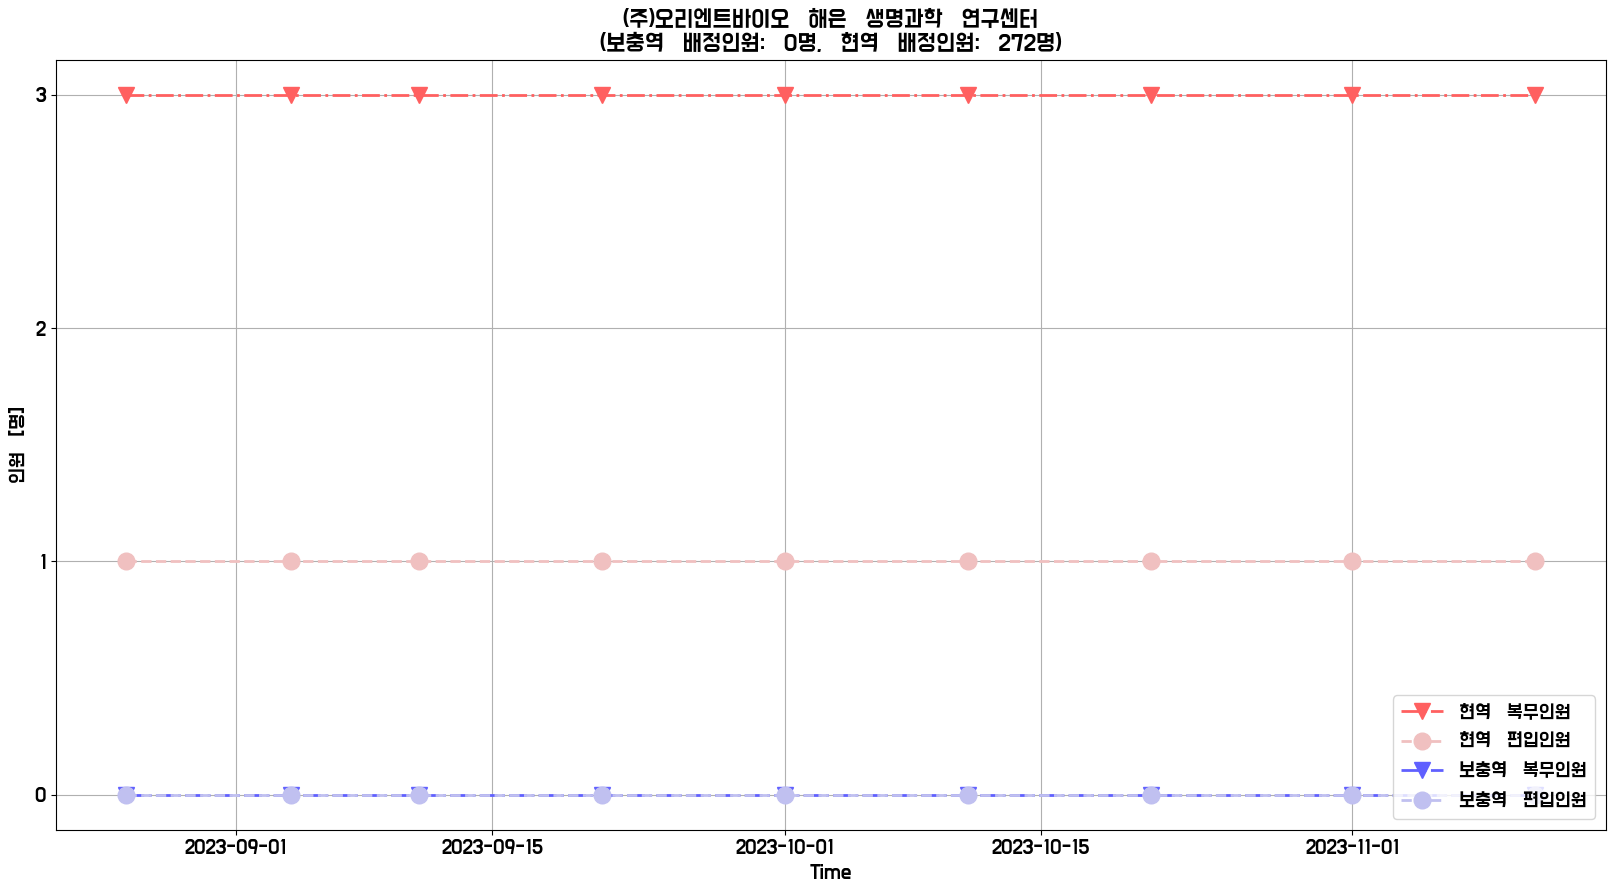 (주)오리엔트바이오 해은 생명과학 연구센터
(보충역 배정인원: 0명, 현역 배정인원: 272명)
3
2
1
0
인원 [명]
현역 복무인원
현역 편입인원
보충역 복무인원
보충역 편입인원
2023-09-01 2023-09-15 2023-10-01 2023-10-15 2023-11-01
Time